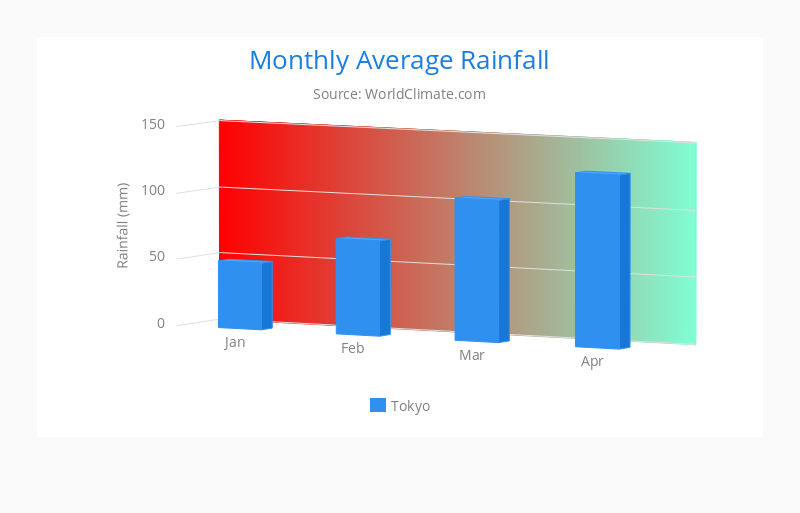 Monthly Average Rainfall
Source: WorldClimate.com
Rainfall (mm)
150
100
50
0
Jan
Feb
Mar
Apr
Tokyo